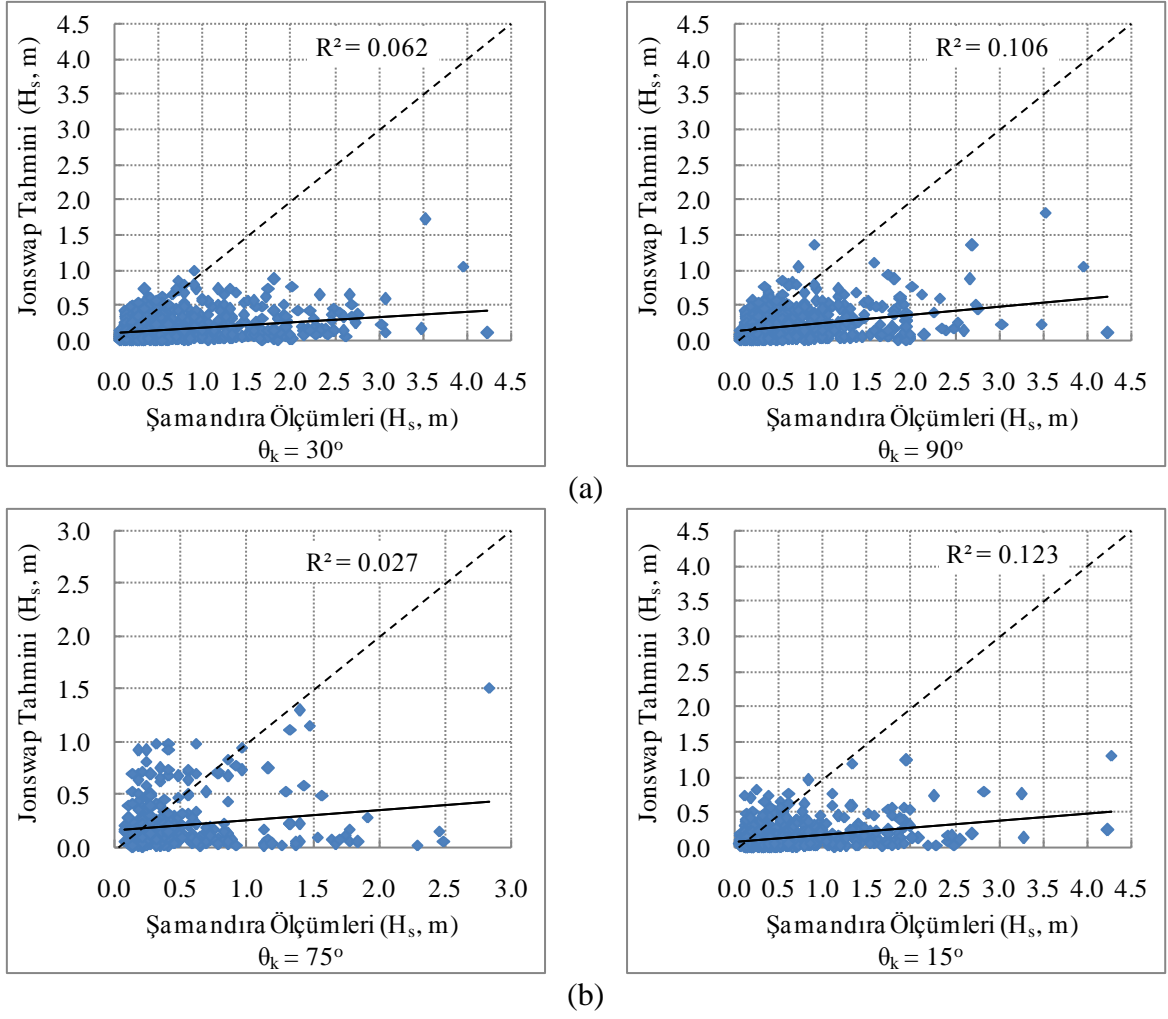 R² = 0.062
4.5
4.0
3.5
3.0
2.5
2.0
1.5
1.0
0.5
0.0
Jonswap Tahmini (Hs, m)
0.0 0.5 1.0 1.5 2.0 2.5 3.0 3.5 4.0 4.5
Şamandıra Ölçümleri (Hs, m)
θk = 30º
R² = 0.106
4.5
4.0
3.5
3.0
2.5
2.0
1.5
1.0
0.5
0.0
Jonswap Tahmini (Hs, m)
0.0 0.5 1.0 1.5 2.0 2.5 3.0 3.5 4.0 4.5
Şamandıra Ölçümleri (Hs, m)
θk = 90º
(a)
R² = 0.027
3.0
2.5
2.0
1.5
1.0
0.5
0.0
Jonswap Tahmini (Hs, m)
0.0 0.5 1.0 1.5 2.0 2.5 3.0
Şamandıra Ölçümleri (Hs, m)
θk = 75º
R² = 0.123
4.5
4.0
3.5
3.0
2.5
2.0
1.5
1.0
0.5
0.0
Jonswap Tahmini (Hs, m)
0.0 0.5 1.0 1.5 2.0 2.5 3.0 3.5 4.0 4.5
Şamandıra Ölçümleri (Hs, m)
θk = 15º
(b)